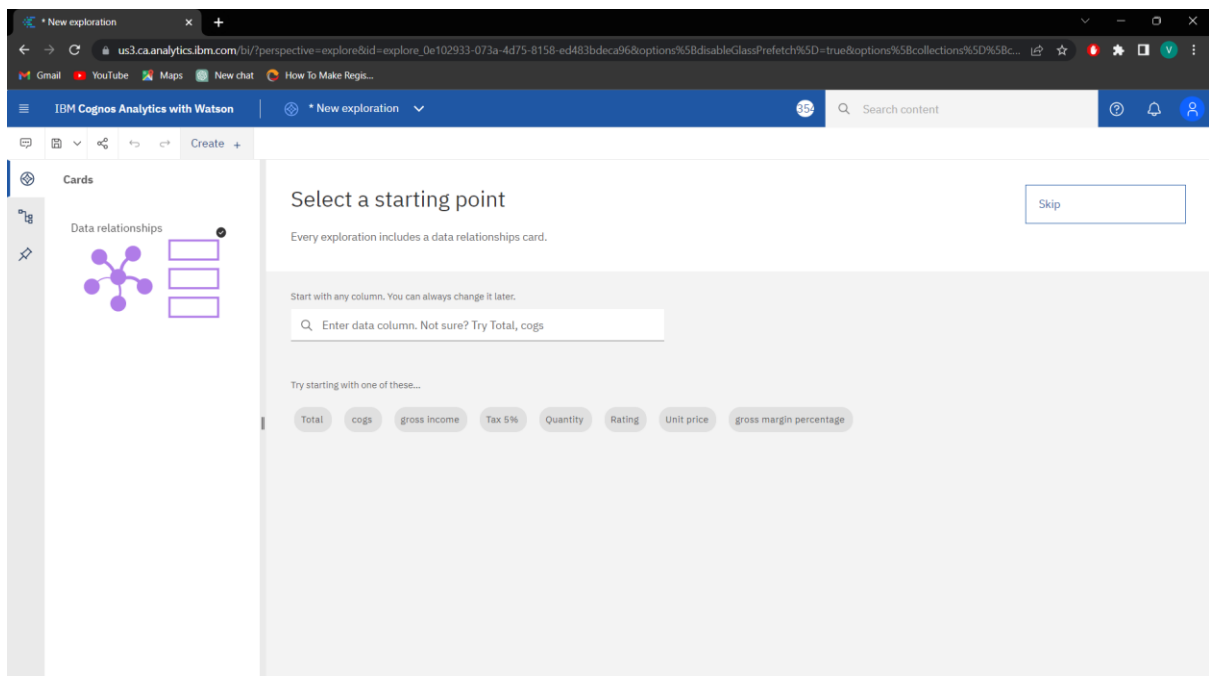 * New exploration
us3.ca.analytics.ibm.com/bi/?perspective=explore&id=explore_0e102933-073a-4d75-8158-ed483bdeca96&options%5BdisableGlassPrefetch%5D=true&options%5Bcollections%5D%5Bc...
Gmail YouTube Maps New chat How To Make Regis...
IBM Cognos Analytics with Watson * New exploration 354 Search content
Create +
Cards
Select a starting point
Skip
Data relationships
Every exploration includes a data relationships card.
Start with any column. You can always change it later.
Enter data column. Not sure? Try Total, cogs
Try starting with one of these...
Total cogs gross income Tax 5% Quantity Rating Unit price gross margin percentage